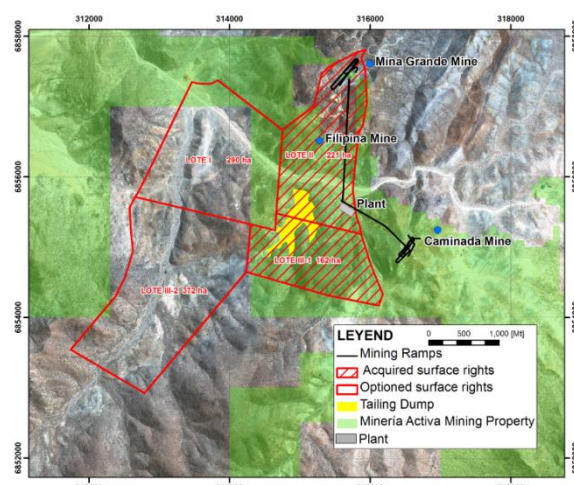 312000 314000 316000 318000
6858000
Mina Grande Mine
Filipina Mine
LOTE II 221 ha
LOTE I 290 ha
6856000
Plant
Caminada Mine
LOTE III-1 162 ha
LOTE III-2 372 ha
6854000
LEYEND
0 500 1,000 [Mt]
Mining Ramps
Acquired surface rights
Optioned surface rights
Tailing Dump
Minería Activa Mining Property
Plant
6852000